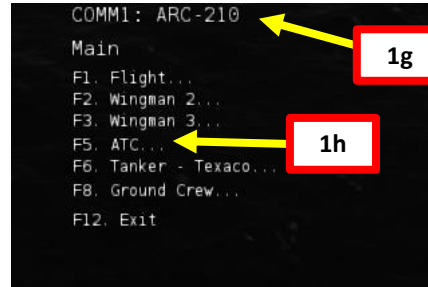 COMM1: ARC-210
1g
Main
F1. Flight...
F2. Wingman 2...
F3. Wingman 3...
F5. ATC...
1h
F6. Tanker - Texaco...
F8. Ground Crew...
F12. Exit